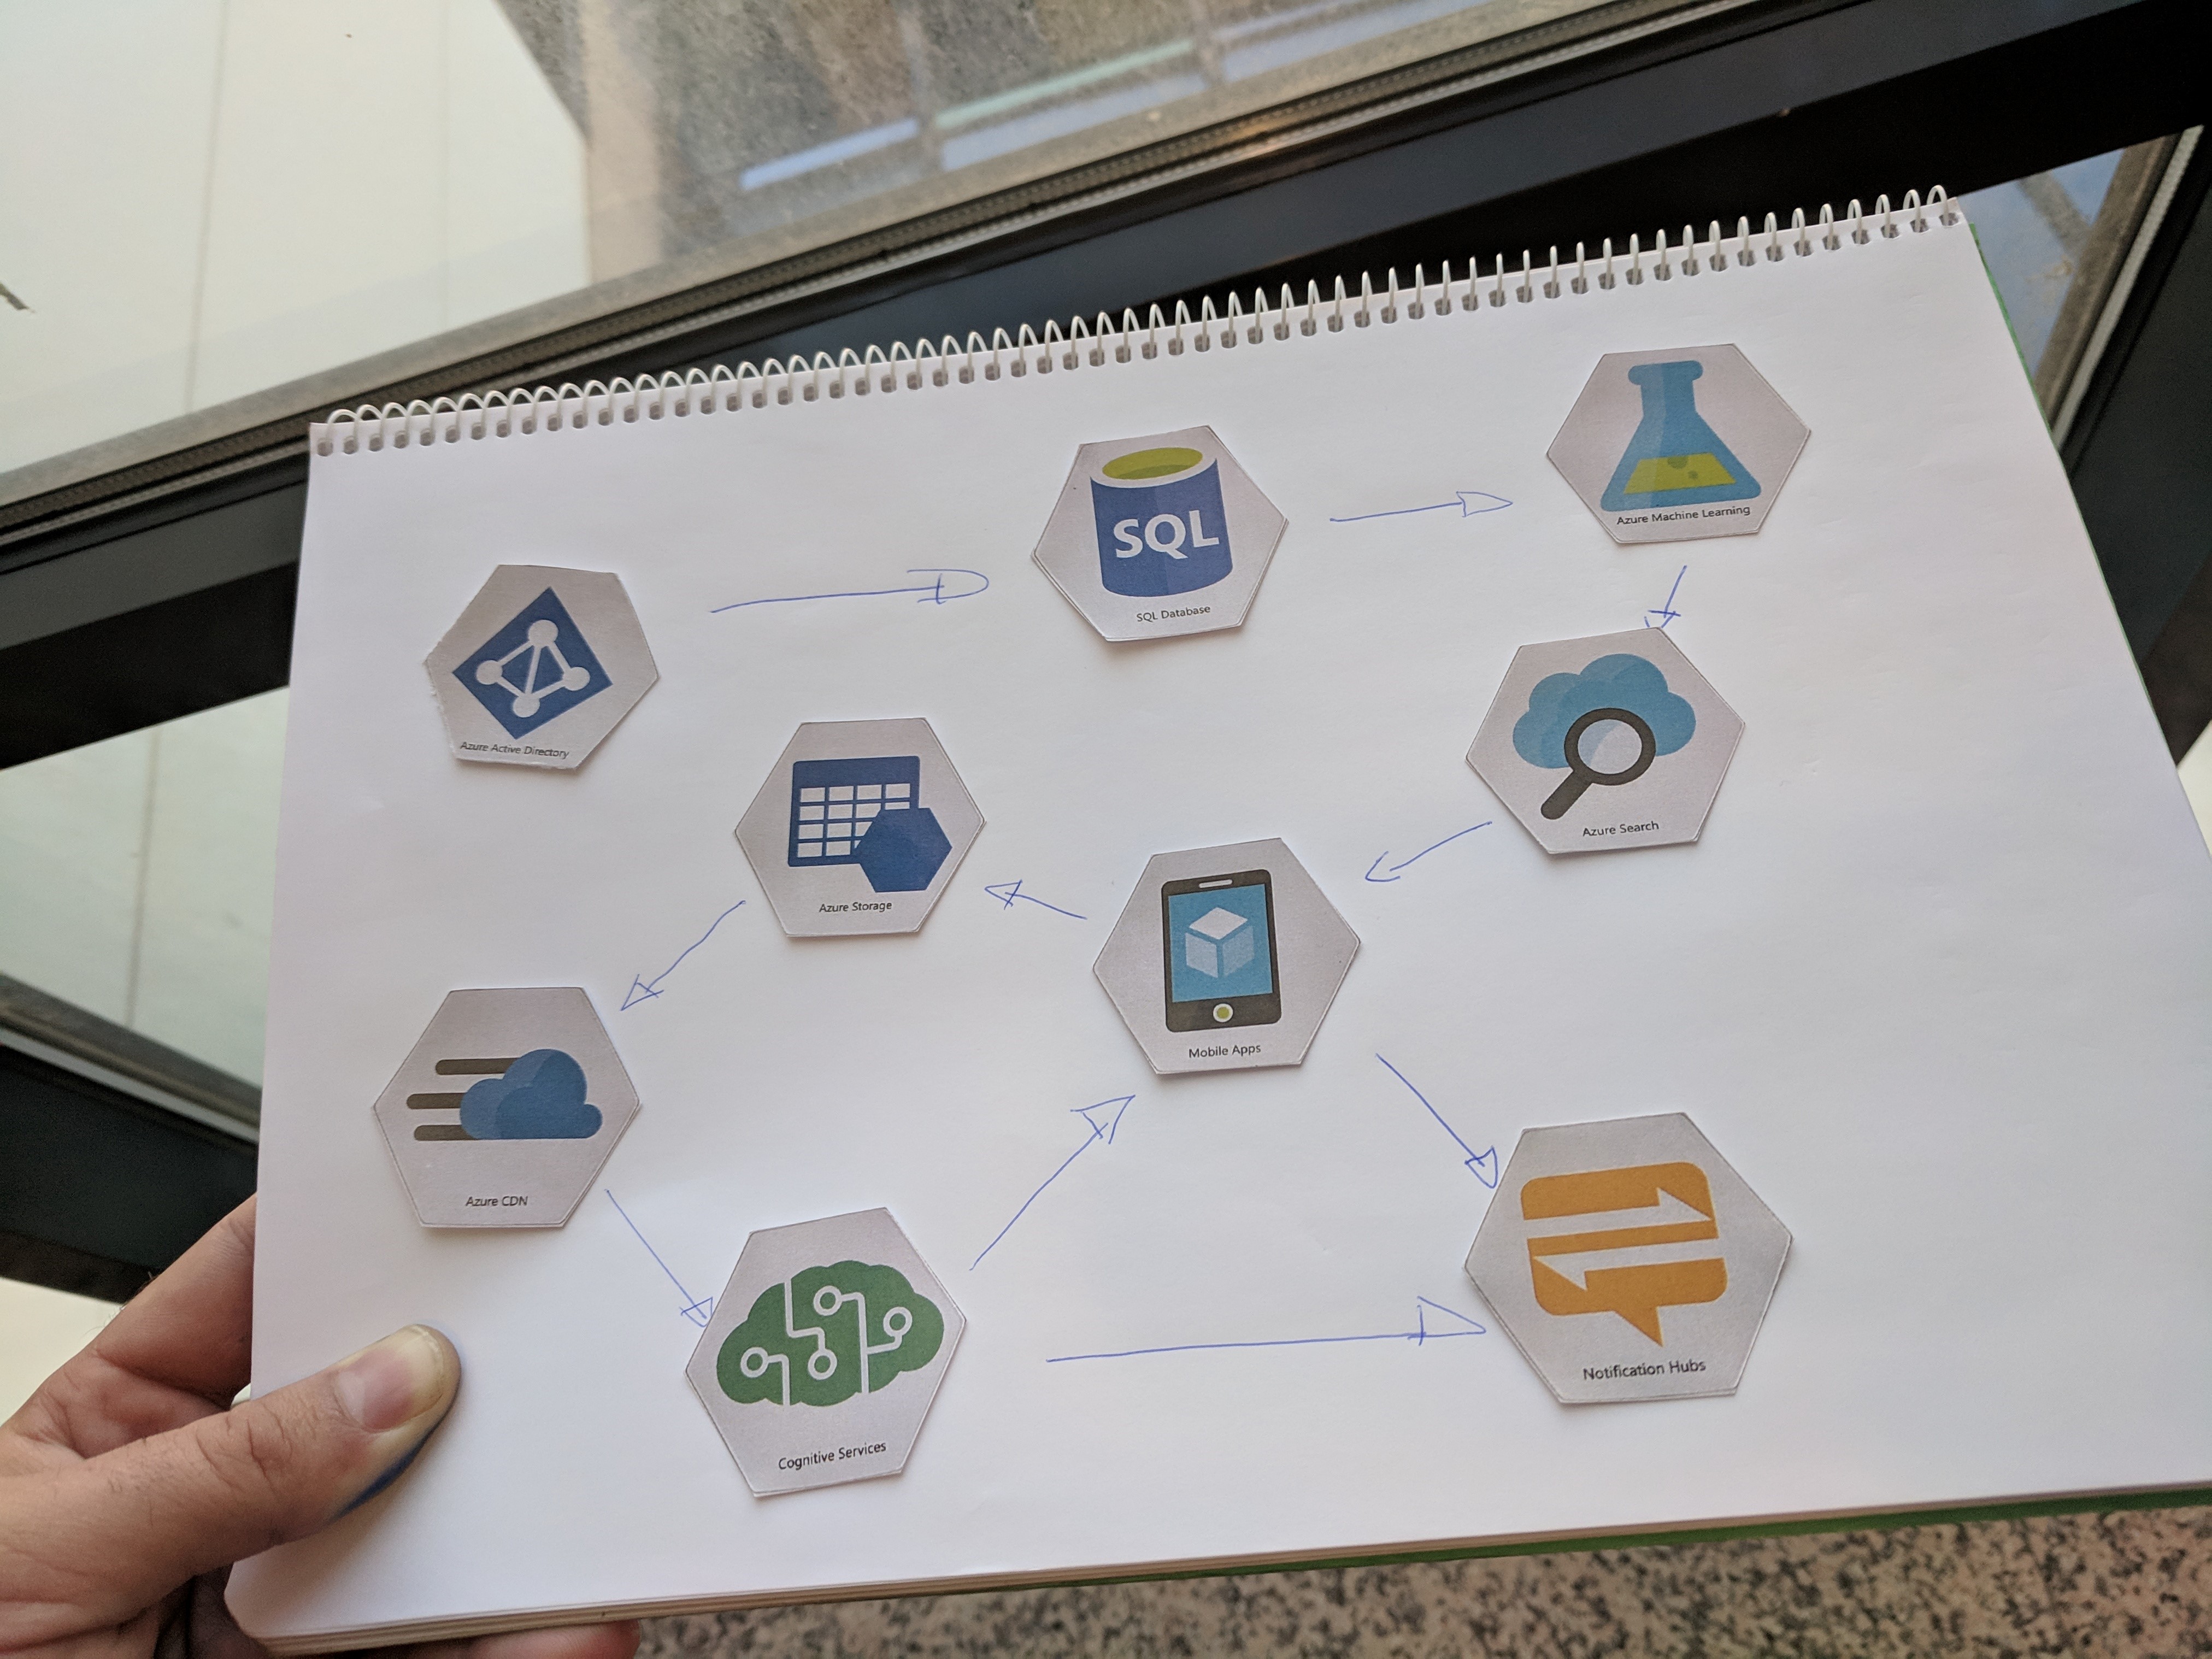 SQL
SQL Database
Azure Machine Learning
Azure Active Directory
Azure Storage
Azure Search
Mobile Apps
Azure CDN
Notification Hubs
Cognitive Services